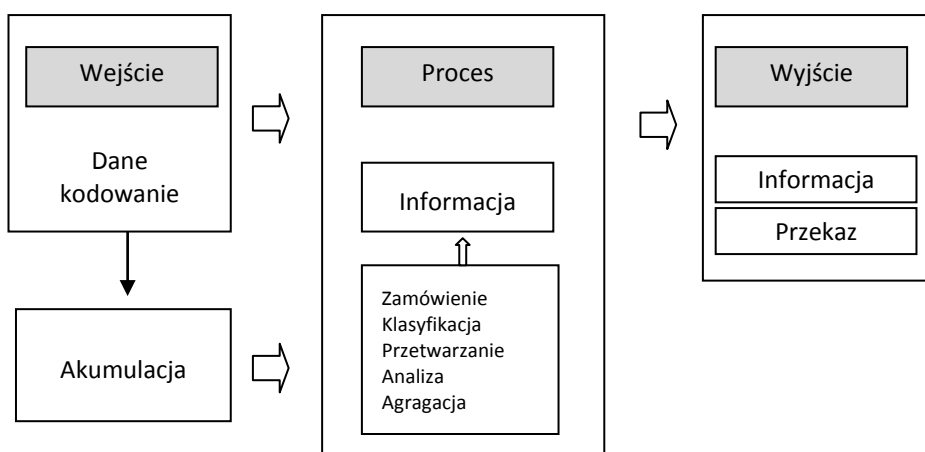 Wejście
Dane
kodowanie
Akumulacja
Proces
Informacja
Zamówienie
Klasyfikacja
Przetwarzanie
Analiza
Agragacja
Wyjście
Informacja
Przekaz